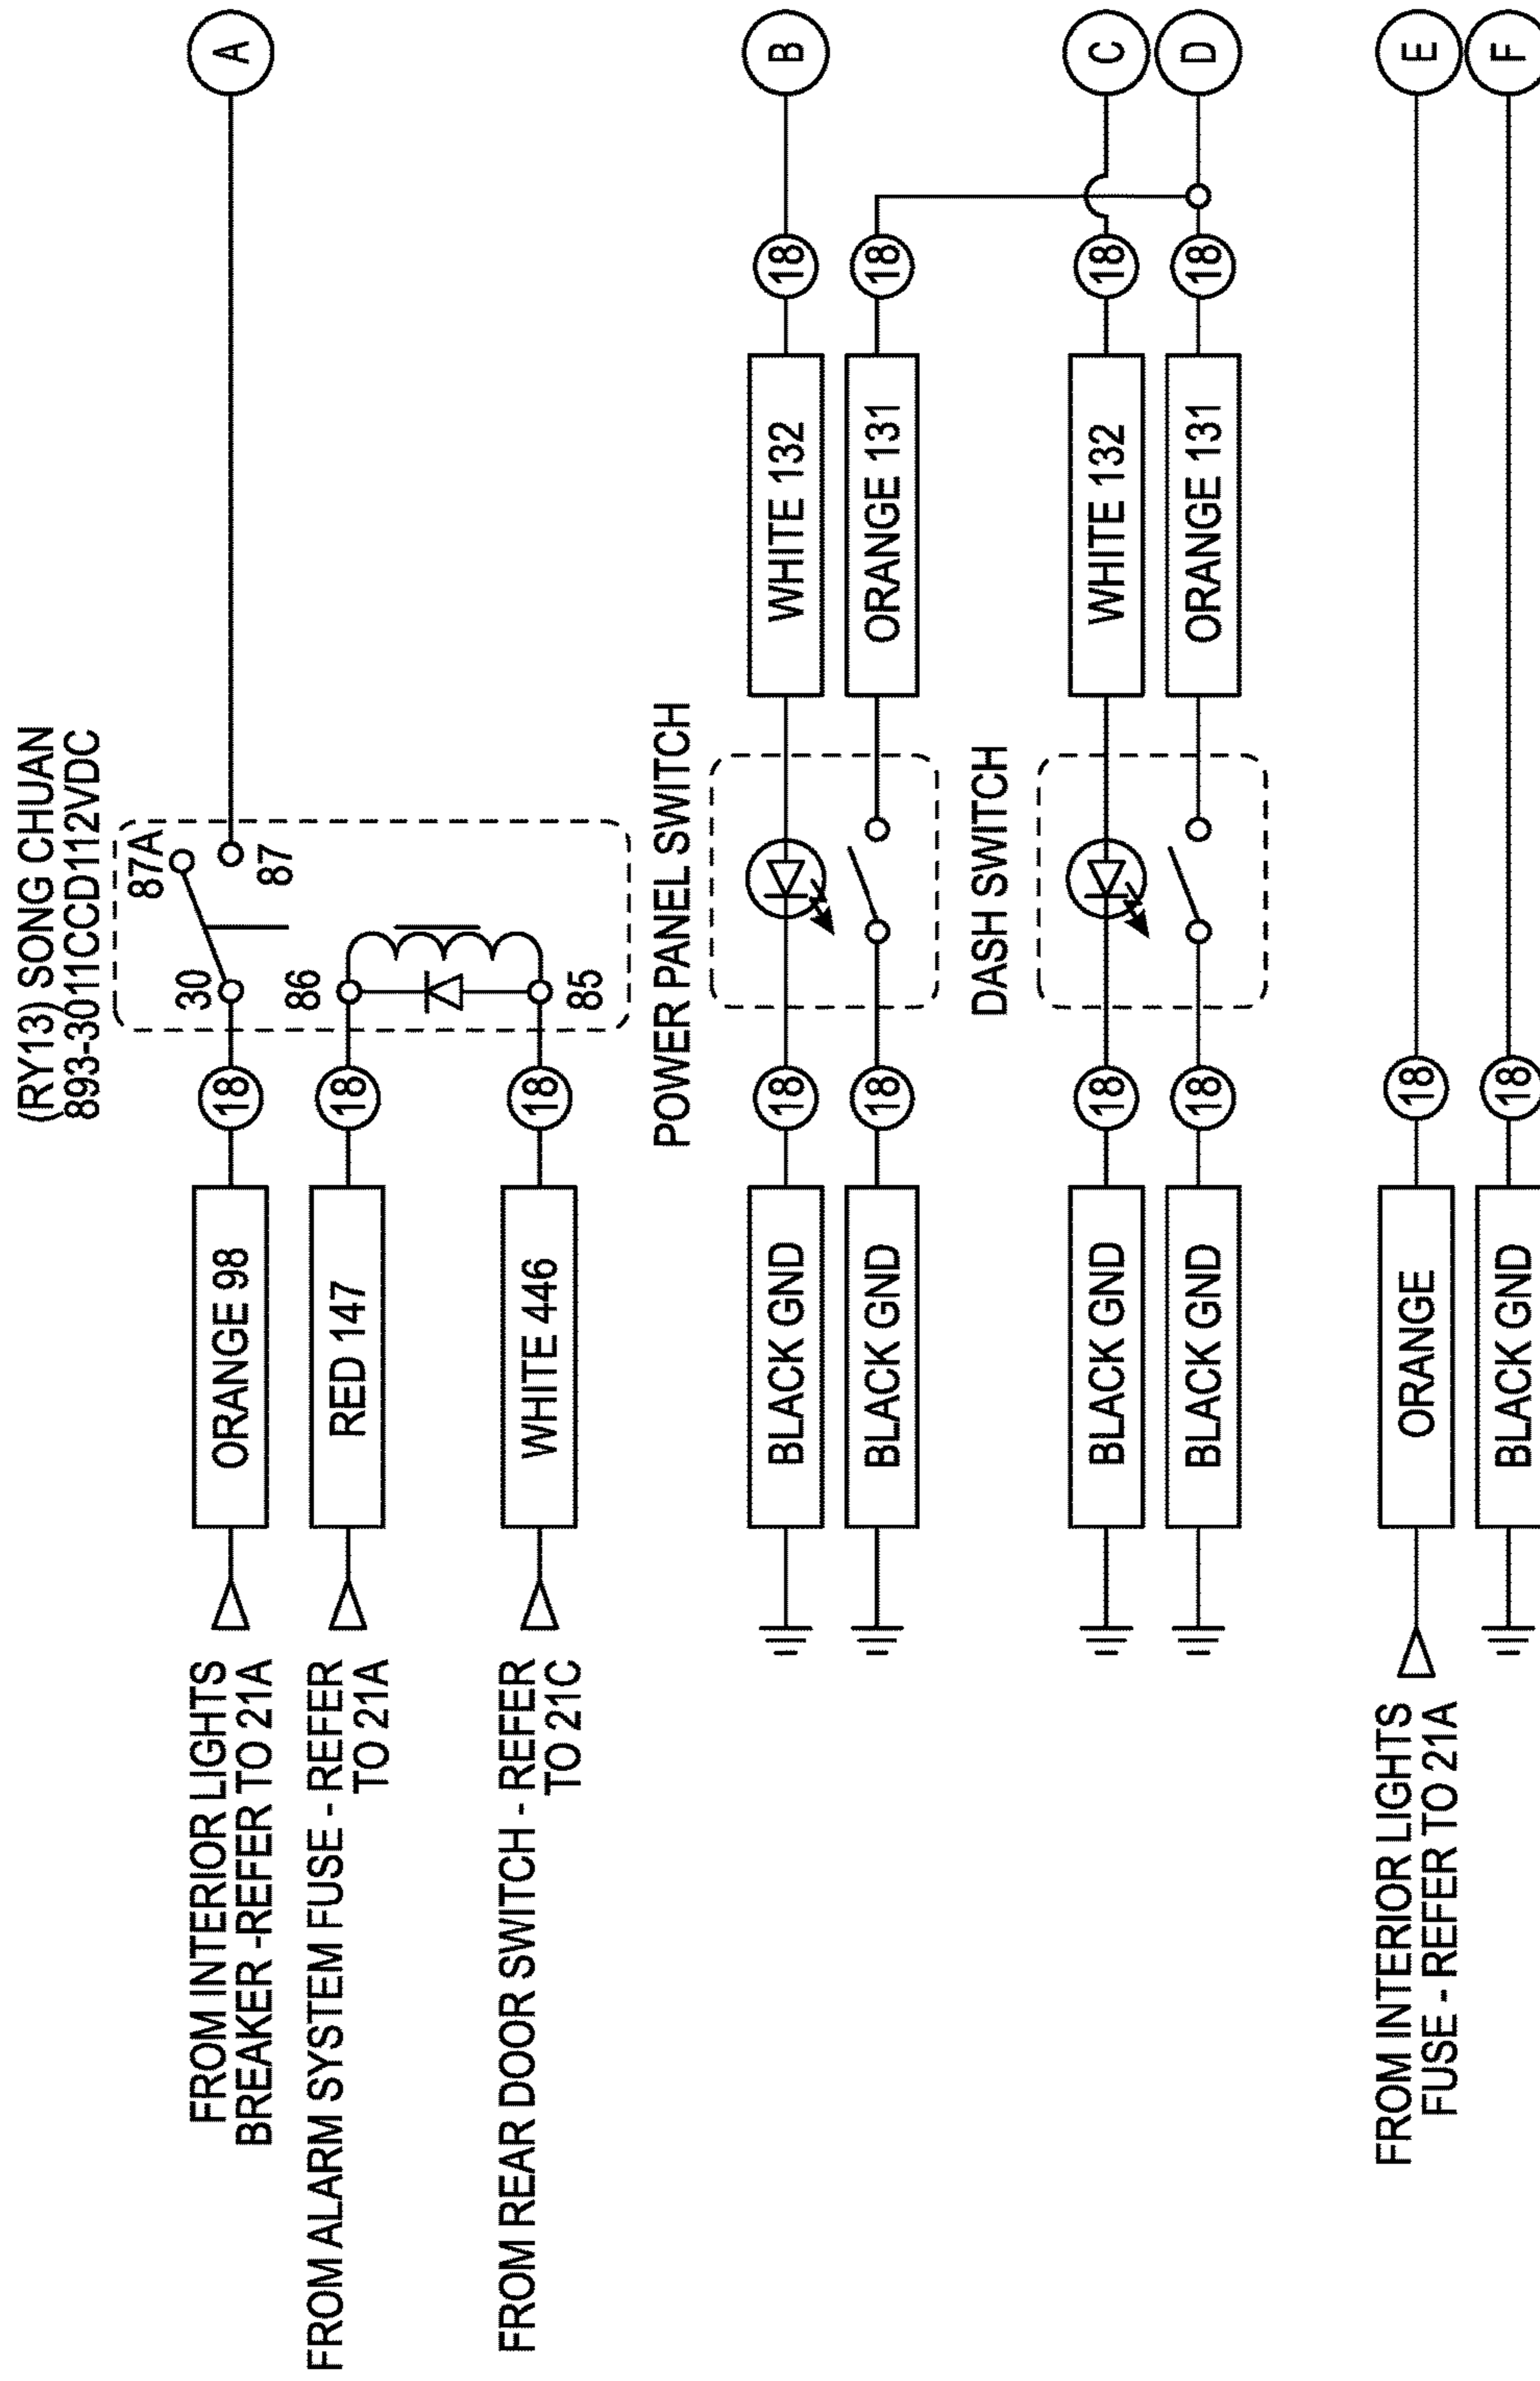 (RY13) SONG CHUAN
893-3011CCD112VDC
FROM INTERIOR LIGHTS
BREAKER -REFER TO 21A
ORANGE 98
18
30
87A
87
A
FROM ALARM SYSTEM FUSE - REFER
TO 21A
RED 147
18
86
FROM REAR DOOR SWITCH - REFER
TO 21C
WHITE 446
18
85
POWER PANEL SWITCH
BLACK GND
18
WHITE 132
18
B
BLACK GND
18
ORANGE 131
18
DASH SWITCH
BLACK GND
18
WHITE 132
18
C
BLACK GND
18
ORANGE 131
18
D
FROM INTERIOR LIGHTS
FUSE - REFER TO 21A
ORANGE
18
E
BLACK GND
18
F